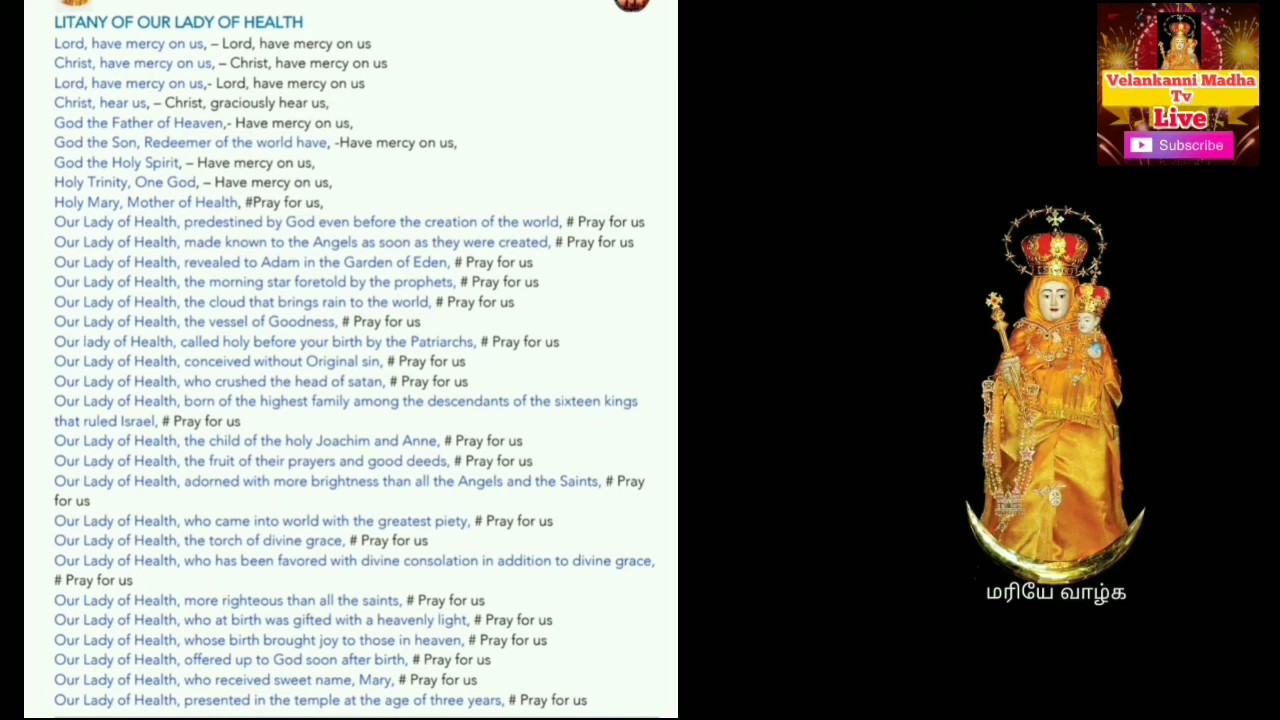 LITANY OF OUR LADY OF HEALTH
Lord, have mercy on us, – Lord, have mercy on us
Christ, have mercy on us, – Christ, have mercy on us
Lord, have mercy on us,- Lord, have mercy on us
Christ, hear us, – Christ, graciously hear us,
God the Father of Heaven,- Have mercy on us,
God the Son, Redeemer of the world have, -Have mercy on us,
God the Holy Spirit, – Have mercy on us,
Holy Trinity, One God, – Have mercy on us,
Holy Mary, Mother of Health, #Pray for us,
Our Lady of Health, predestined by God even before the creation of the world, # Pray for us
Our Lady of Health, made known to the Angels as soon as they were created, # Pray for us
Our Lady of Health, revealed to Adam in the Garden of Eden, # Pray for us
Our Lady of Health, the morning star foretold by the prophets, # Pray for us
Our Lady of Health, the cloud that brings rain to the world, # Pray for us
Our Lady of Health, the vessel of Goodness, # Pray for us
Our lady of Health, called holy before your birth by the Patriarchs, # Pray for us
Our Lady of Health, conceived without Original sin, # Pray for us
Our Lady of Health, who crushed the head of satan, # Pray for us
Our Lady of Health, born of the highest family among the descendants of the sixteen kings
that ruled Israel, # Pray for us
Our Lady of Health, the child of the holy Joachim and Anne, # Pray for us
Our Lady of Health, the fruit of their prayers and good deeds, # Pray for us
Our Lady of Health, adorned with more brightness than all the Angels and the Saints, # Pray
for us
Our Lady of Health, who came into world with the greatest piety, # Pray for us
Our Lady of Health, the torch of divine grace, # Pray for us
Our Lady of Health, who has been favored with divine consolation in addition to divine grace,
# Pray for us
Our Lady of Health, more righteous than all the saints, # Pray for us
Our Lady of Health, who at birth was gifted with a heavenly light, # Pray for us
Our Lady of Health, whose birth brought joy to those in heaven, # Pray for us
Our Lady of Health, offered up to God soon after birth, # Pray for us
Our Lady of Health, who received sweet name, Mary, # Pray for us
Our Lady of Health, presented in the temple at the age of three years, # Pray for us
Velankanni Madha
Tv
Live
Subscribe
மரியே வாழ்க